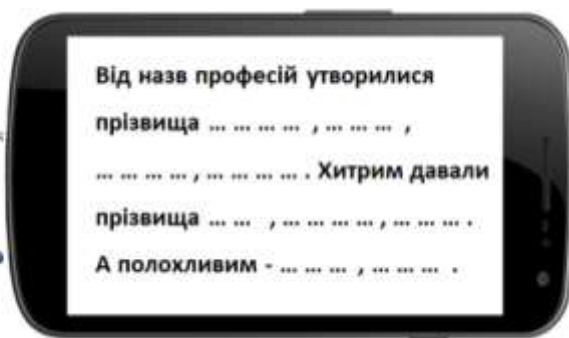 Від назв професій утворилися
прізвища ... ... ... ... , ... ... ... ,
... ... ... ... , ... ... ... ... . Хитрим давали
прізвища ... ... , ... ... ... ... , ... ... ... .
А полохливим - ... ... ... , ... ... ... .